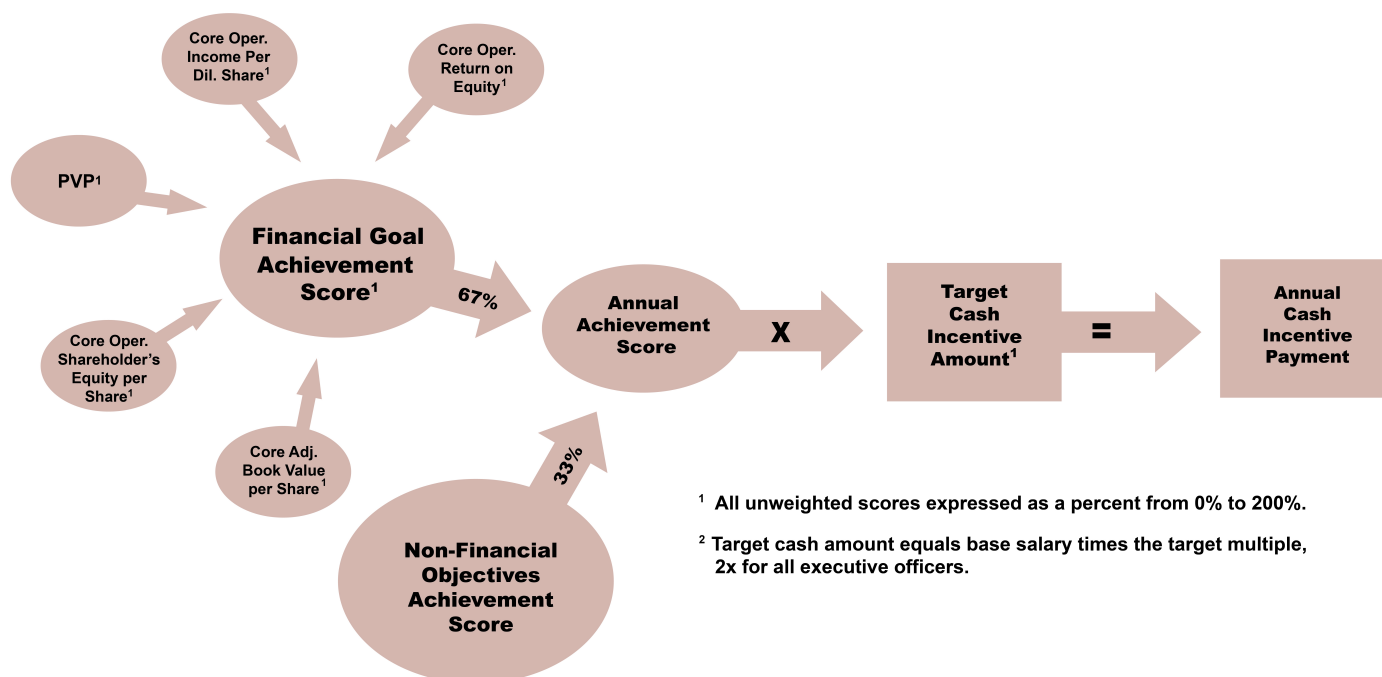 Core Oper.
Income Per
Dil. Share¹
Core Oper.
Return on
Equity¹
PVP¹
Financial Goal
Achievement
Score¹
67%
Core Oper.
Shareholder’s
Equity per
Share¹
Core Adj.
Book Value
per Share¹
Non-Financial
Objectives
Achievement
Score
33%
Annual
Achievement
Score
X
Target
Cash
Incentive
Amount¹
=
Annual
Cash
Incentive
Payment
¹ All unweighted scores expressed as a percent from 0% to 200%.
² Target cash amount equals base salary times the target multiple,
2x for all executive officers.